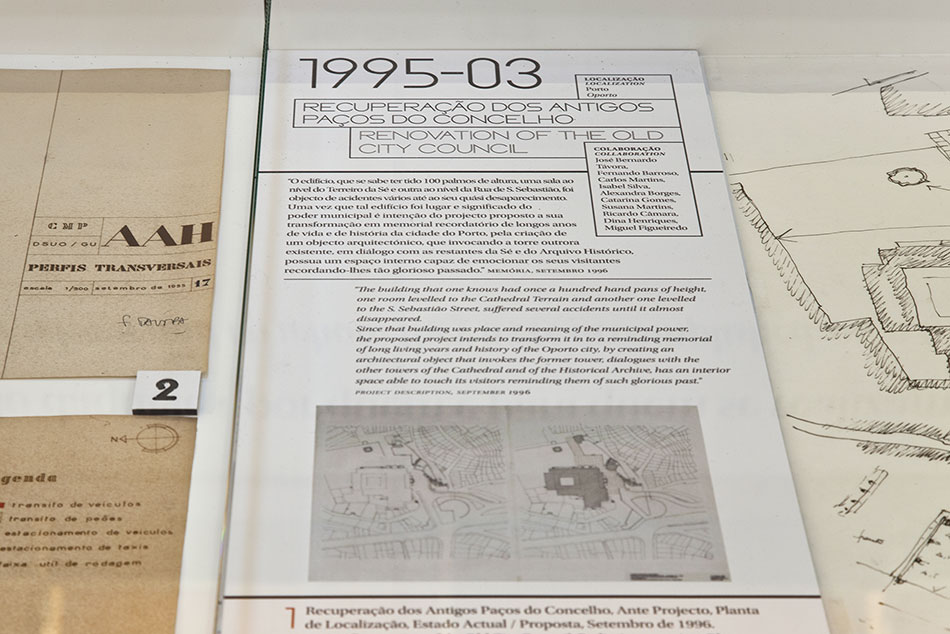 1995-03
LOCALIZAÇÃO
LOCALIZATION
Porto
Oporto
RECUPERAÇÃO DOS ANTIGOS
PAÇOS DO CONCELHO
RENOVATION OF THE OLD
CITY COUNCIL
COLABORAÇÃO
COLLABORATION
José Bernardo
Távora,
Fernando Barroso,
Carlos Martins,
Isabel Silva,
Alexandra Borges,
Catarina Gomes,
Susana Martins,
Ricardo Câmara,
Dina Henriques,
Miguel Figueiredo
"O edifício, que se sabe ter tido 100 palmos de altura, uma sala ao
nível do Terreiro da Sé e outra ao nível da Rua de S. Sebastião, foi
objecto de acidentes vários até ao seu quási desaparecimento.
Uma vez que tal edifício foi lugar e significado do
poder municipal é intenção do projecto proposto a sua
transformação em memorial recordatório de longos anos
de vida e de história da cidade do Porto, pela criação de
um objecto arquitectónico, que invocando a torre outrora
existente, em diálogo com as restantes da Sé e do Arquivo Histórico,
possua um espaço interno capaz de emocionar os seus visitantes
recordando-lhes tão glorioso passado." MEMÓRIA, SETEMBRO 1996
"The building that one knows had once a hundred hand pans of height,
one room levelled to the Cathedral Terrain and another one levelled
to the S. Sebastião Street, suffered several accidents until it almost
disappeared.
Since that building was place and meaning of the municipal power,
the proposed project intends to transform it in to a reminding memorial
of long living years and history of the Oporto city, by creating an
architectural object that invokes the former tower, dialogues with the
other towers of the Cathedral and of the Historical Archive, has an interior
space able to touch its visitors reminding them of such glorious past."
PROJECT DESCRIPTION, SEPTEMBER 1996
1 Recuperação dos Antigos Paços do Concelho, Ante Projecto, Planta
de Localização, Estado Actual / Proposta, Setembro de 1996.
CMP
DSUO/GU
AAH
PERFIS TRANSVERSAIS
escala 1/500 setembro de 1955 17
F. TAVORA
2
N
genda
transito de veiculos
transito de peões
estacionamento de veiculos
estacionamento de taxis
faixa util de rodagem